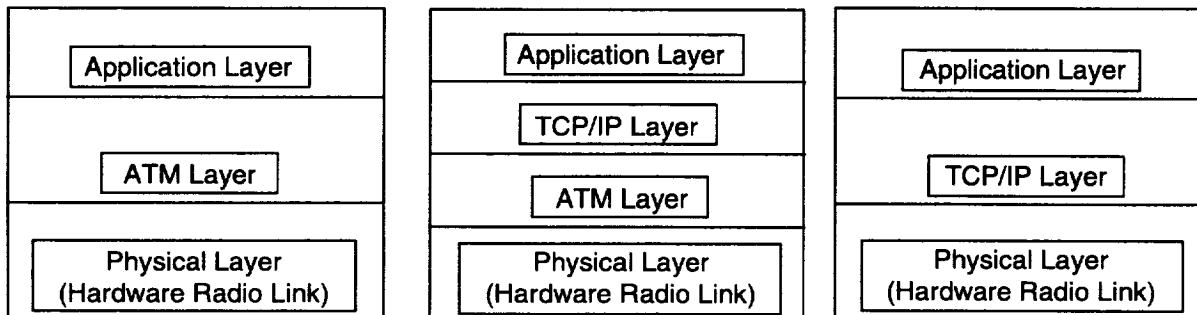 Application Layer
ATM Layer
Physical Layer
(Hardware Radio Link)
Application Layer
TCP/IP Layer
ATM Layer
Physical Layer
(Hardware Radio Link)
Application Layer
TCP/IP Layer
Physical Layer
(Hardware Radio Link)